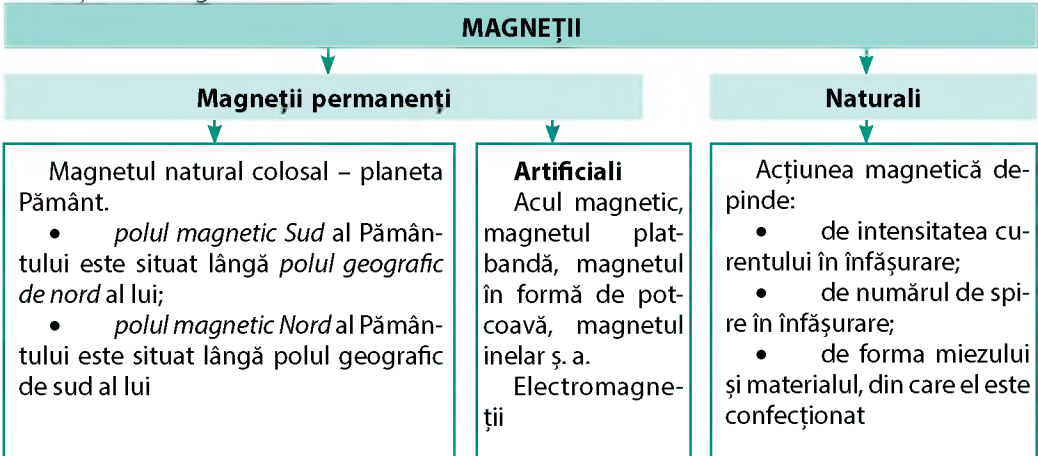 MAGNEȚII
Magneții permanenți
Naturali
Magnetul natural colosal – planeta
Pământ.
• polul magnetic Sud al Pămân-
tului este situat lângă polul geografic
de nord al lui;
• polul magnetic Nord al Pămân-
tului este situat lângă polul geografic
de sud al lui
Artificiali
Acul magnetic,
magnetul plat-
bandă, magnetul
în formă de pot-
coavă, magnetul
inelar ș. a.
Electromagne-
ții
Acțiunea magnetică de-
pinde:
• de intensitatea cu-
rentului în înfășurare;
• de numărul de spi-
re în înfășurare;
• de forma miezului
și materialul, din care el este
confecționat